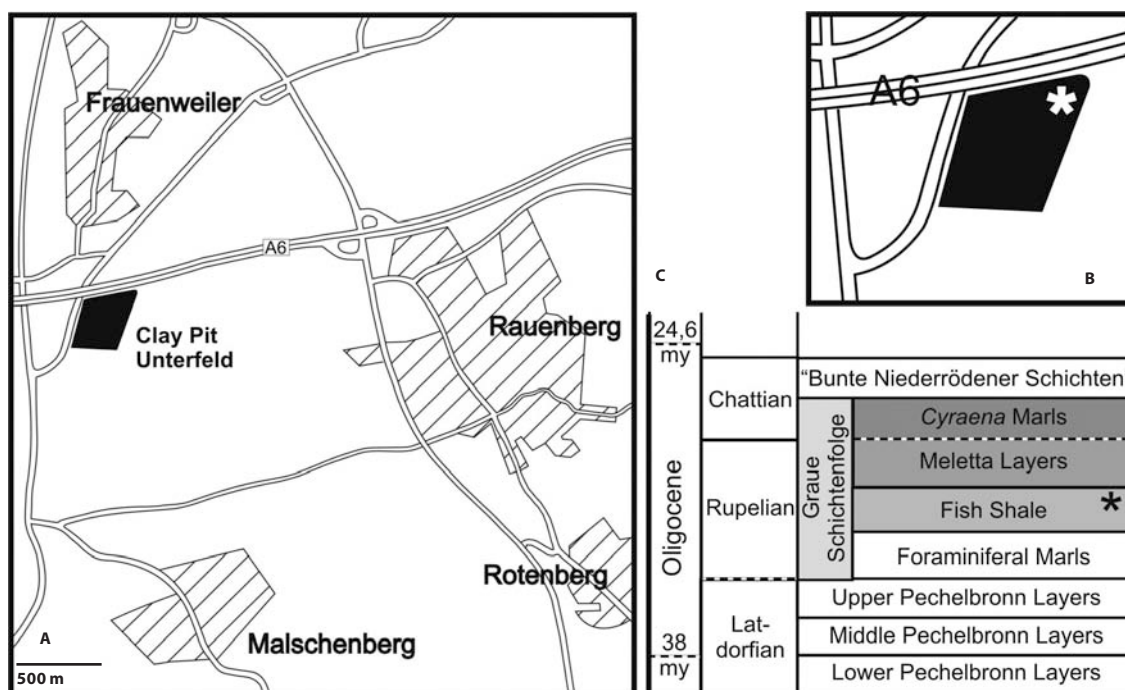 Frauenweiler
A6
Clay Pit
Unterfeld
Rauenberg
Rotenberg
Malschenberg
A
500 m
A6
*
B
C
24,6
my
38
my
Oligocene
Chattian
Rupelian
Lat-
dorfian
Graue
Schichtenfolge
“Bunte Niederrödener Schichten
Cyraena Marls
Meletta Layers
Fish Shale *
Foraminiferal Marls
Upper Pechelbronn Layers
Middle Pechelbronn Layers
Lower Pechelbronn Layers